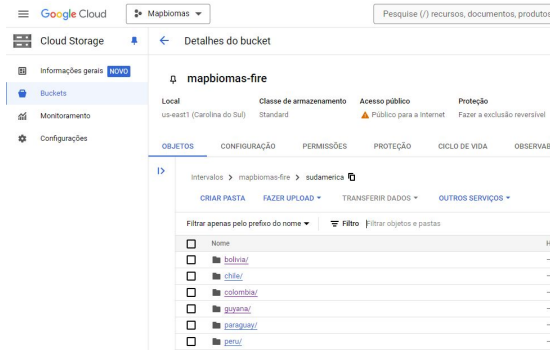 Google Cloud
Mapbiomas
Pesquise (/) recursos, documentos, produtos
Cloud Storage
Detalhes do bucket
Informações gerais NOVO
Buckets
Monitoramento
Configurações
mapbiomas-fire
Local
Classe de armazenamento
Acesso público
Proteção
us-east1 (Carolina do Sul)
Standard
Público para a Internet
Fazer a exclusão reversível
OBJETOS
CONFIGURAÇÃO
PERMISSÕES
PROTEÇÃO
CICLO DE VIDA
OBSERVAB
Intervalos > mapbiomas-fire > sudamerica
CRIAR PASTA
FAZER UPLOAD
TRANSFERIR DADOS
OUTROS SERVIÇOS
Filtrar apenas pelo prefixo do nome
Filtro
Filtrar objetos e pastas
Nome
bolivia/
chile/
colombia/
guyana/
paraguay/
peru/